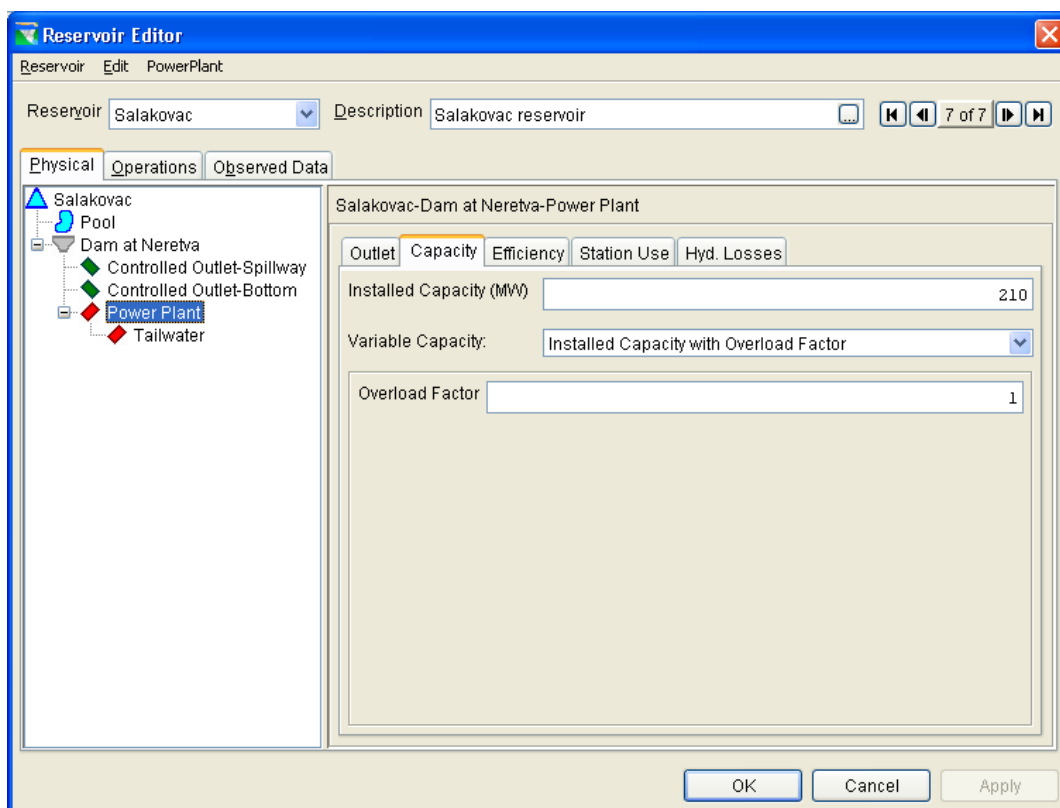 Reservoir Editor
Reservoir Edit PowerPlant
Reservoir Salakovac Description Salakovac reservoir ... 7 of 7
Physical Operations Observed Data
Salakovac
Pool
Dam at Neretva
Controlled Outlet-Spillway
Controlled Outlet-Bottom
Power Plant
Tailwater
Salakovac-Dam at Neretva-Power Plant
Outlet Capacity Efficiency Station Use Hyd. Losses
Installed Capacity (MW) 210
Variable Capacity: Installed Capacity with Overload Factor
Overload Factor 1
OK Cancel Apply